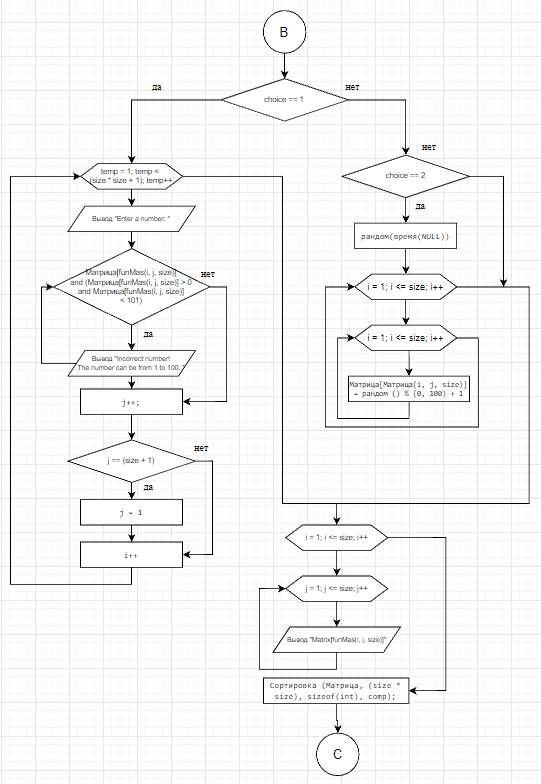 B
да
нет
choice == 1
нет
choice == 2
да
temp = 1; temp <
(size * size + 1); temp++
Вывод "Enter a number: "
рандом(время(NULL))
Матрица[funMas(i, j, size)]
and (Матрица[funMas(i, j, size)] > 0
and Матрица[funMas(i, j, size)]
< 101)
нет
да
i = 1; i <= size; i++
i = 1; i <= size; i++
Вывод "Incorrect number!
The number can be from 1 to 100: "
Матрица[Матрица(i, j, size)]
= рандом () % (0, 100) + 1
j++;
нет
j == (size + 1)
да
j = 1
i++
i = 1; i <= size; i++
j = 1; j <= size; j++
Вывод "Matrix[funMas(i, j, size)]"
Сортировка (Матрица, (size *
size), sizeof(int), comp);
C